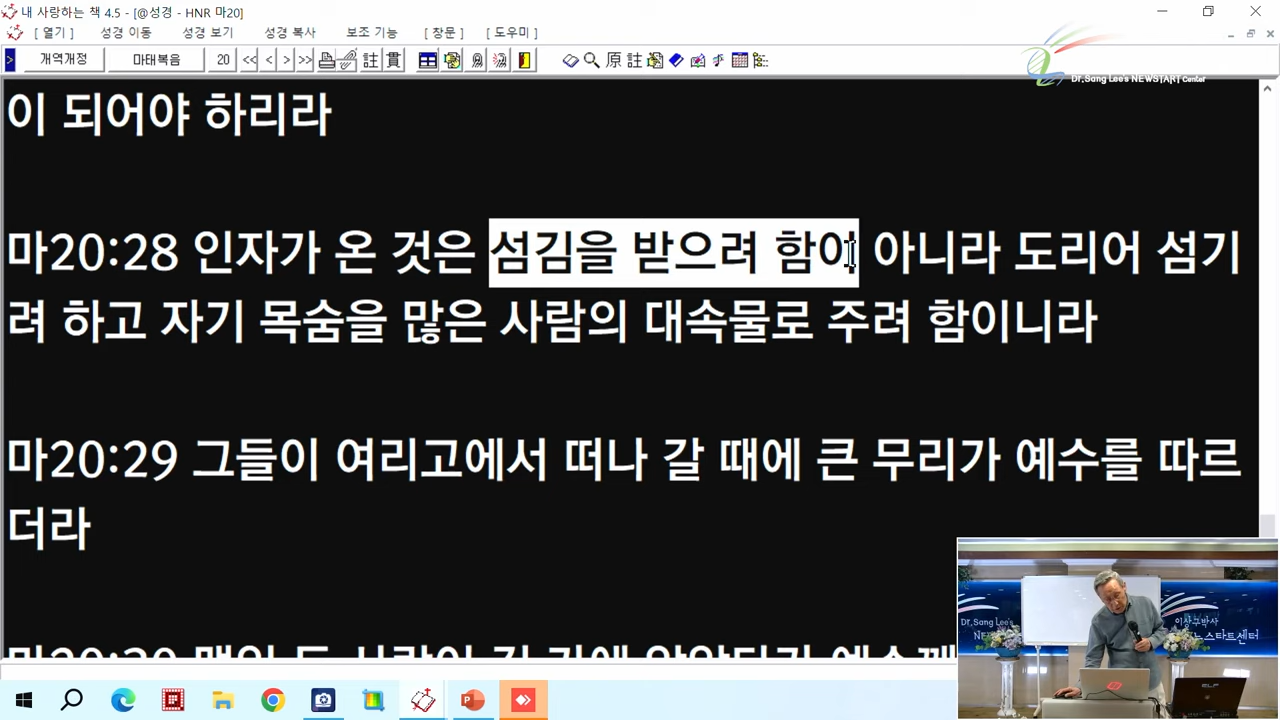 내 사랑하는 책 4.5 - [@성경 - HNR 마20]
[ 열기 ] 성경 이동 성경 보기 성경 복사 보조 기능 [ 창문 ] [ 도우미 ]
개역개정 마태복음 20 << < > >> 註 貫 原 註
Dr.Sang Lee's NEWSTART Center
이 되어야 하리라
마20:28 인자가 온 것은 섬김을 받으려 함이 아니라 도리어 섬기
려 하고 자기 목숨을 많은 사람의 대속물로 주려 함이니라
마20:29 그들이 여리고에서 떠나 갈 때에 큰 무리가 예수를 따르
더라
Dr.Sang Lee's
이상구박사
스타트센터